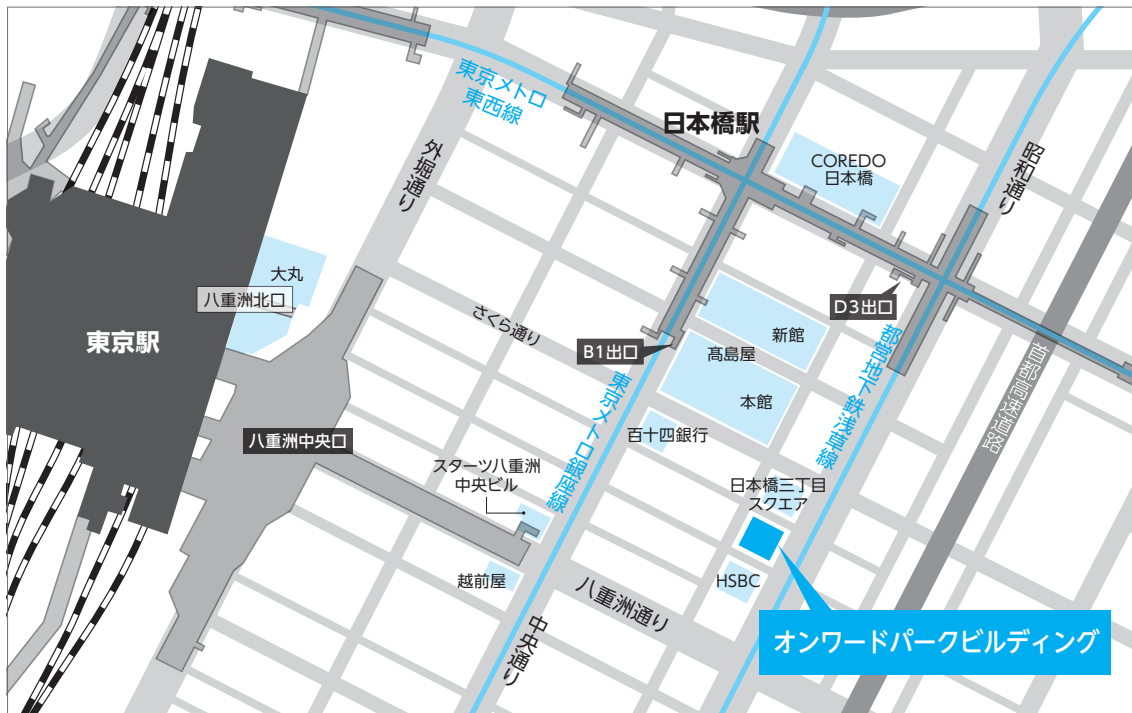 東京メトロ
東西線
日本橋駅
COREDO
日本橋
昭和通り
外堀通り
大丸
八重洲北口
東京駅
さくら通り
B1出口
D3出口
新館
髙島屋
本館
東京メトロ銀座線
都営地下鉄浅草線
首都高速道路
百十四銀行
八重洲中央口
スターツ八重洲
中央ビル
日本橋三丁目
スクエア
越前屋
HSBC
八重洲通り
中央通り
オンワードパークビルディング